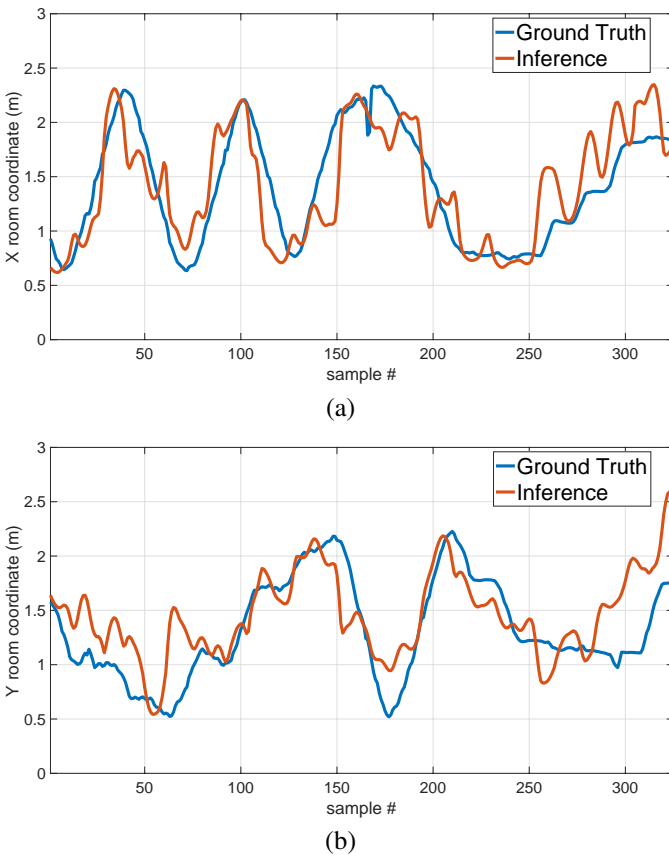 3
2.5
2
1.5
1
0.5
0
X room coordinate (m)
Ground Truth
Inference
50 100 150 200 250 300
sample #
(a)
3
2.5
2
1.5
1
0.5
0
Y room coordinate (m)
Ground Truth
Inference
50 100 150 200 250 300
sample #
(b)